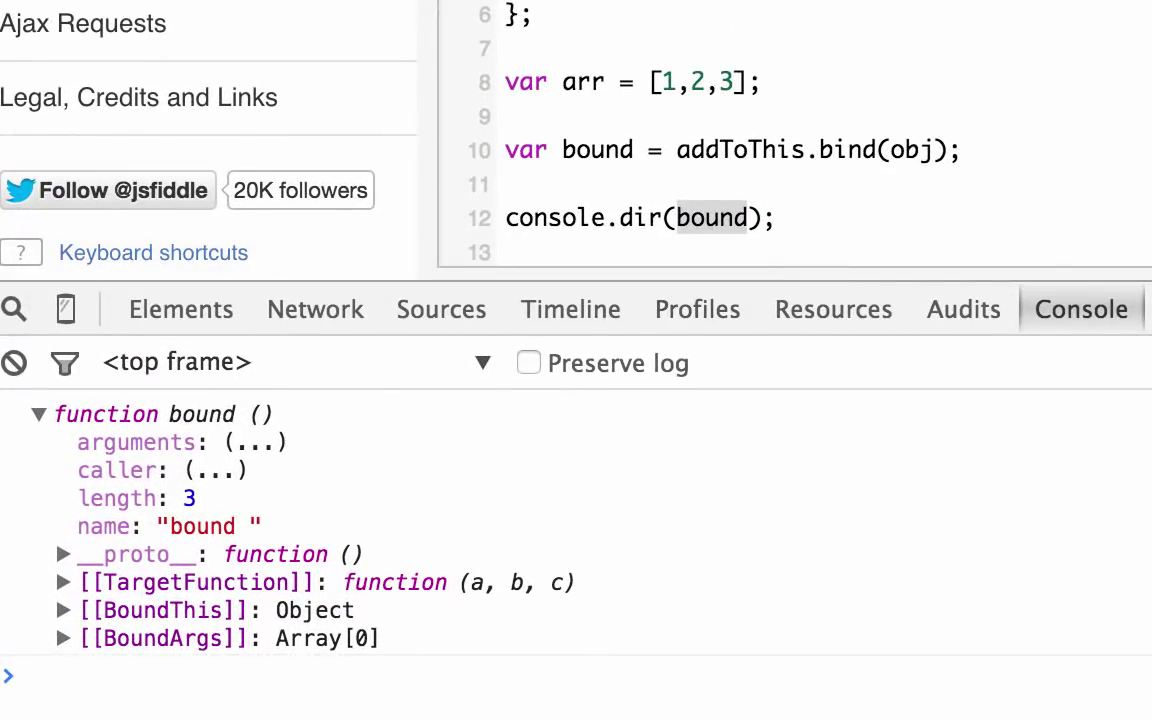 Ajax Requests
Legal, Credits and Links
Follow @jsfiddle 20K followers
? Keyboard shortcuts
6 };
7
8 var arr = [1,2,3];
9
10 var bound = addToThis.bind(obj);
11
12 console.dir(bound);
13
Elements Network Sources Timeline Profiles Resources Audits Console
<top frame> ▼ Preserve log
▼ function bound ()
arguments: (...)
caller: (...)
length: 3
name: "bound "
▶ __proto__: function ()
▶ [[TargetFunction]]: function (a, b, c)
▶ [[BoundThis]]: Object
▶ [[BoundArgs]]: Array[0]
>